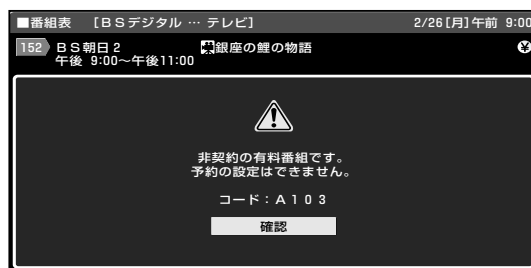 ■番組表 [BSデジタル … テレビ] 2/26[月]午前 9:00
152 BS朝日2 銀座の鯉の物語 ¥
午後 9:00～午後11:00
非契約の有料番組です。
予約の設定はできません。
コード：A103
確認